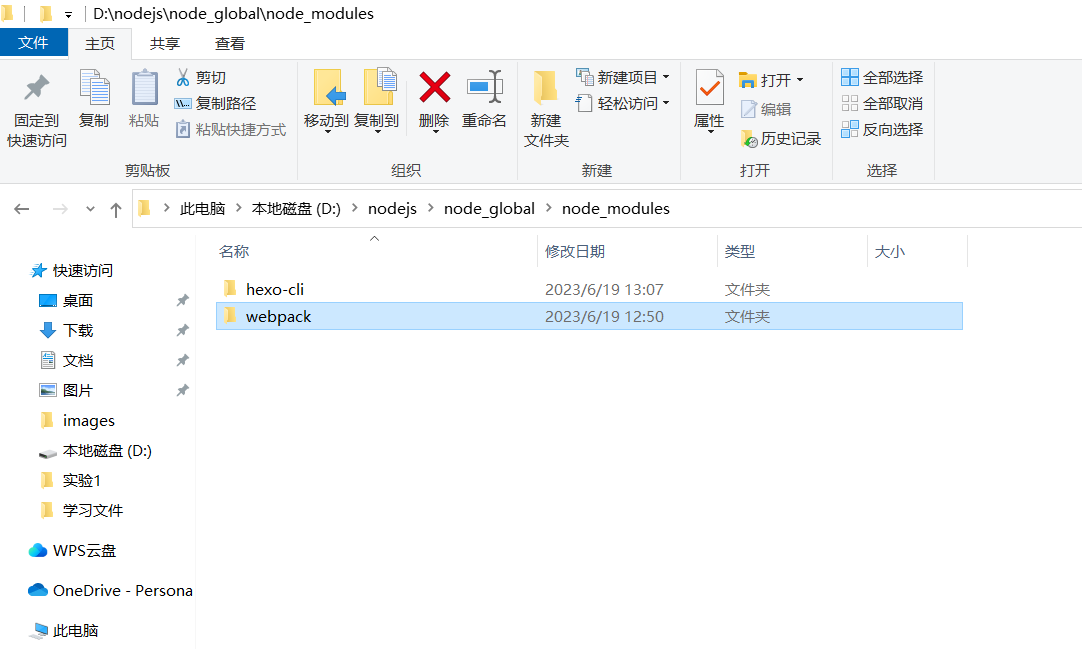 D:\nodejs\node_global\node_modules
文件 主页 共享 查看
固定到快速访问
复制
粘贴
剪切
复制路径
粘贴快捷方式
移动到 复制到
删除 重命名
新建文件夹
新建项目
轻松访问
属性
打开
编辑
历史记录
全部选择
全部取消
反向选择
剪贴板 组织 新建 打开 选择
此电脑 本地磁盘 (D:) nodejs node_global node_modules
名称 修改日期 类型 大小
hexo-cli 2023/6/19 13:07 文件夹
webpack 2023/6/19 12:50 文件夹
快速访问
桌面
下载
文档
图片
images
本地磁盘 (D:)
实验1
学习文件
WPS云盘
OneDrive - Persona
此电脑